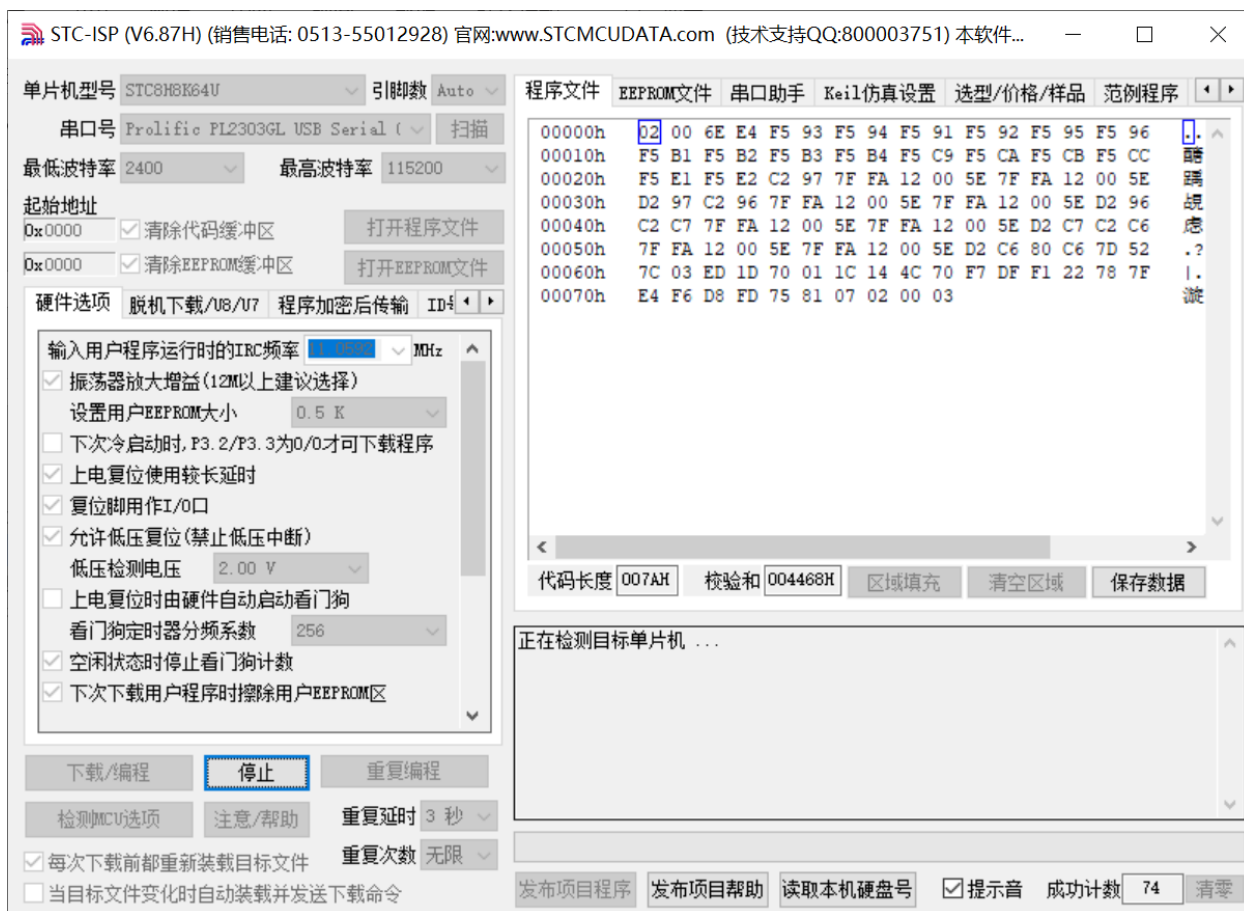 STC-ISP (V6.87H) (销售电话: 0513-55012928) 官网:www.STCMCUDATA.com (技术支持QQ:800003751) 本软件...
单片机型号 STC8H8K64U 引脚数 Auto
串口号 Prolific PL2303GL USB Serial ( 扫描
最低波特率 2400 最高波特率 115200
起始地址
0x0000 清除代码缓冲区 打开程序文件
0x0000 清除EEPROM缓冲区 打开EEPROM文件
硬件选项 脱机下载/U8/U7 程序加密后传输 ID号
输入用户程序运行时的IRC频率 11.0592 MHz
振荡器放大增益(12M以上建议选择)
设置用户EEPROM大小 0.5 K
下次冷启动时,P3.2/P3.3为0/0才可下载程序
上电复位使用较长延时
复位脚用作I/O口
允许低压复位(禁止低压中断)
低压检测电压 2.00 V
上电复位时由硬件自动启动看门狗
看门狗定时器分频系数 256
空闲状态时停止看门狗计数
下次下载用户程序时擦除用户EEPROM区
下载/编程 停止 重复编程
检测MCU选项 注意/帮助 重复延时 3 秒
每次下载前都重新装载目标文件 重复次数 无限
当目标文件变化时自动装载并发送下载命令
程序文件 EEPROM文件 串口助手 Keil仿真设置 选型/价格/样品 范例程序
00000h 02 00 6E E4 F5 93 F5 94 F5 91 F5 92 F5 95 F5 96 ..
00010h F5 B1 F5 B2 F5 B3 F5 B4 F5 C9 F5 CA F5 CB F5 CC
00020h F5 E1 F5 E2 C2 97 7F FA 12 00 5E 7F FA 12 00 5E
00030h D2 97 C2 96 7F FA 12 00 5E 7F FA 12 00 5E D2 96
00040h C2 C7 7F FA 12 00 5E 7F FA 12 00 5E D2 C7 C2 C6
00050h 7F FA 12 00 5E 7F FA 12 00 5E D2 C6 80 C6 7D 52 .?
00060h 7C 03 ED 1D 70 01 1C 14 4C 70 F7 DF F1 22 78 7F |.
00070h E4 F6 D8 FD 75 81 07 02 00 03
代码长度 007AH 校验和 004468H 区域填充 清空区域 保存数据
正在检测目标单片机 ...
发布项目程序 发布项目帮助 读取本机硬盘号 提示音 成功计数 74 清零